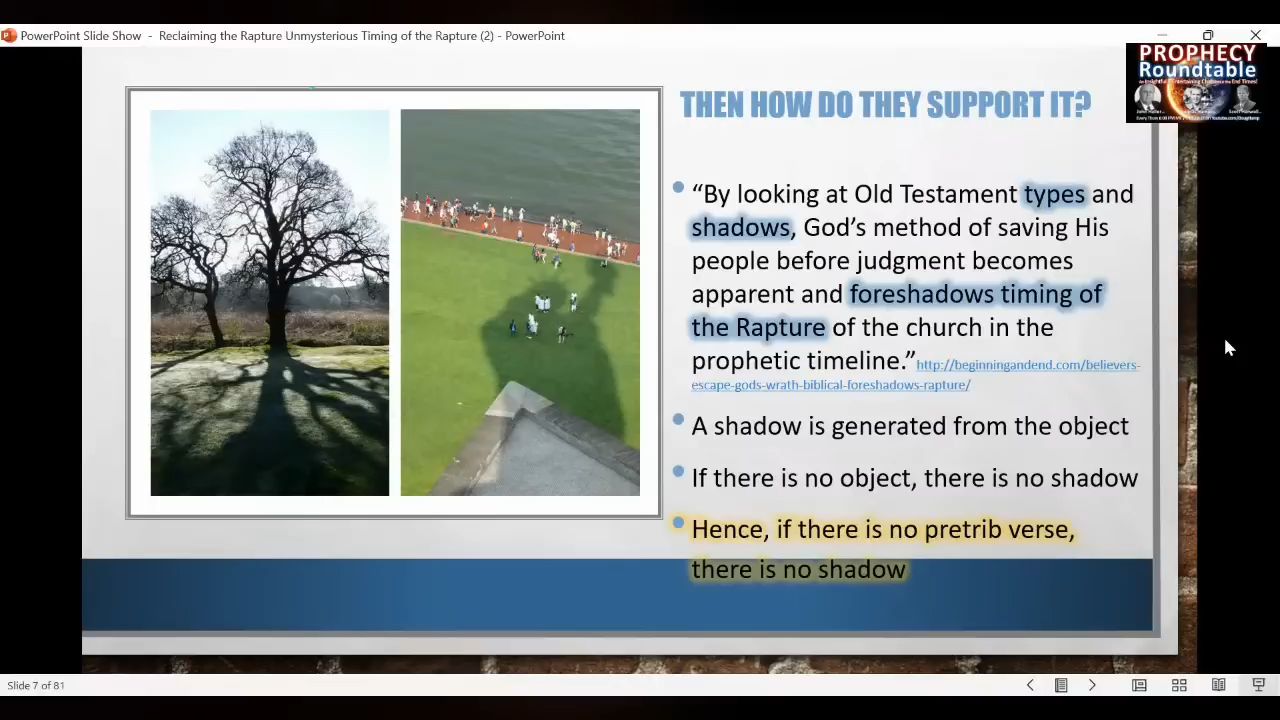 PowerPoint Slide Show - Reclaiming the Rapture Unmysterious Timing of the Rapture (2) - PowerPoint
PROPHECY
Roundtable
THEN HOW DO THEY SUPPORT IT?
“By looking at Old Testament types and
shadows, God’s method of saving His
people before judgment becomes
apparent and foreshadows timing of
the Rapture of the church in the
prophetic timeline.” http://beginningandend.com/believers-
escape-gods-wrath-biblical-foreshadows-rapture/
A shadow is generated from the object
If there is no object, there is no shadow
Hence, if there is no pretrib verse,
there is no shadow
Slide 7 of 81